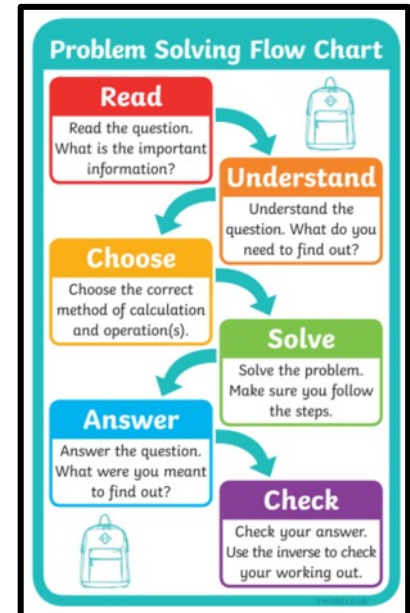 Problem Solving Flow Chart
Read
Read the question.
What is the important
information?
Understand
Understand the
question. What do you
need to find out?
Choose
Choose the correct
method of calculation
and operation(s).
Solve
Solve the problem.
Make sure you follow
the steps.
Answer
Answer the question.
What were you meant
to find out?
Check
Check your answer.
Use the inverse to check
your working out.